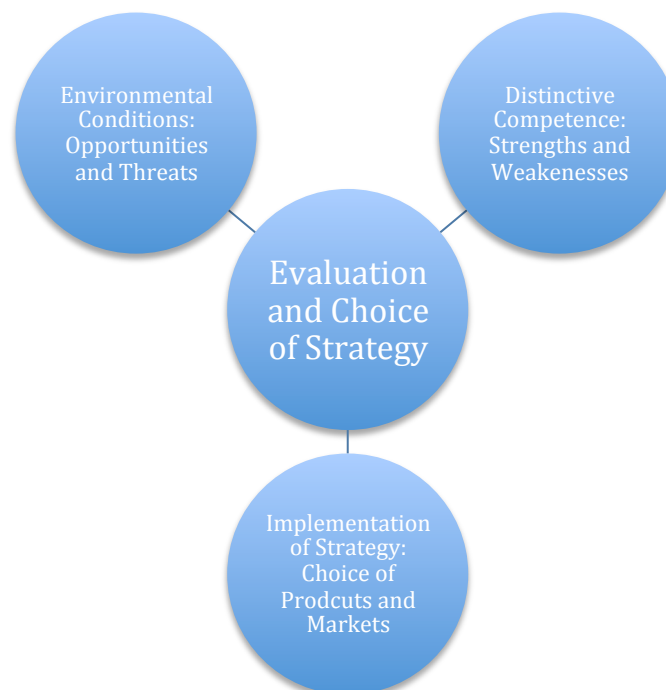 Environmental
Conditions:
Opportunities
and Threats
Distinctive
Competence:
Strengths and
Weakenesses
Evaluation
and Choice
of Strategy
Implementation
of Strategy:
Choice of
Prodcuts and
Markets